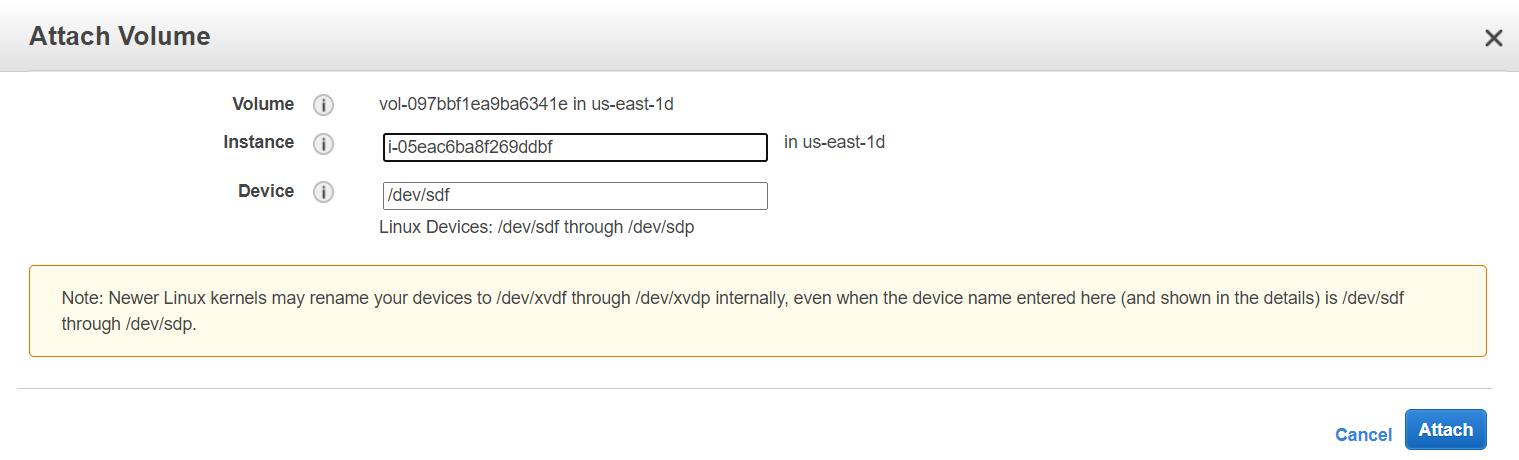 Attach Volume
Volume i vol-097bbf1ea9ba6341e in us-east-1d
Instance i i-05eac6ba8f269ddbf in us-east-1d
Device i /dev/sdf
Linux Devices: /dev/sdf through /dev/sdp
Note: Newer Linux kernels may rename your devices to /dev/xvdf through /dev/xvdp internally, even when the device name entered here (and shown in the details) is /dev/sdf
through /dev/sdp.
Cancel Attach